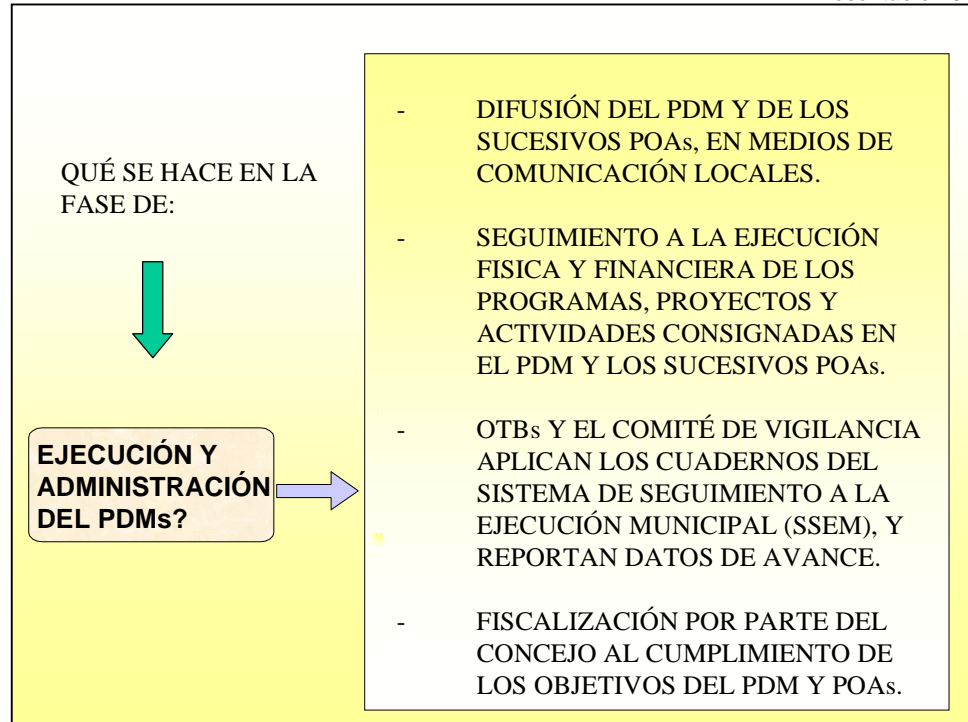 QUÉ SE HACE EN LA
FASE DE:
EJECUCIÓN Y
ADMINISTRACIÓN
DEL PDMs?
- DIFUSIÓN DEL PDM Y DE LOS
SUCESIVOS POAs, EN MEDIOS DE
COMUNICACIÓN LOCALES.
- SEGUIMIENTO A LA EJECUCIÓN
FISICA Y FINANCIERA DE LOS
PROGRAMAS, PROYECTOS Y
ACTIVIDADES CONSIGNADAS EN
EL PDM Y LOS SUCESIVOS POAs.
- OTBs Y EL COMITÉ DE VIGILANCIA
APLICAN LOS CUADERNOS DEL
SISTEMA DE SEGUIMIENTO A LA
EJECUCIÓN MUNICIPAL (SSEM), Y
REPORTAN DATOS DE AVANCE.
- FISCALIZACIÓN POR PARTE DEL
CONCEJO AL CUMPLIMIENTO DE
LOS OBJETIVOS DEL PDM Y POAs.